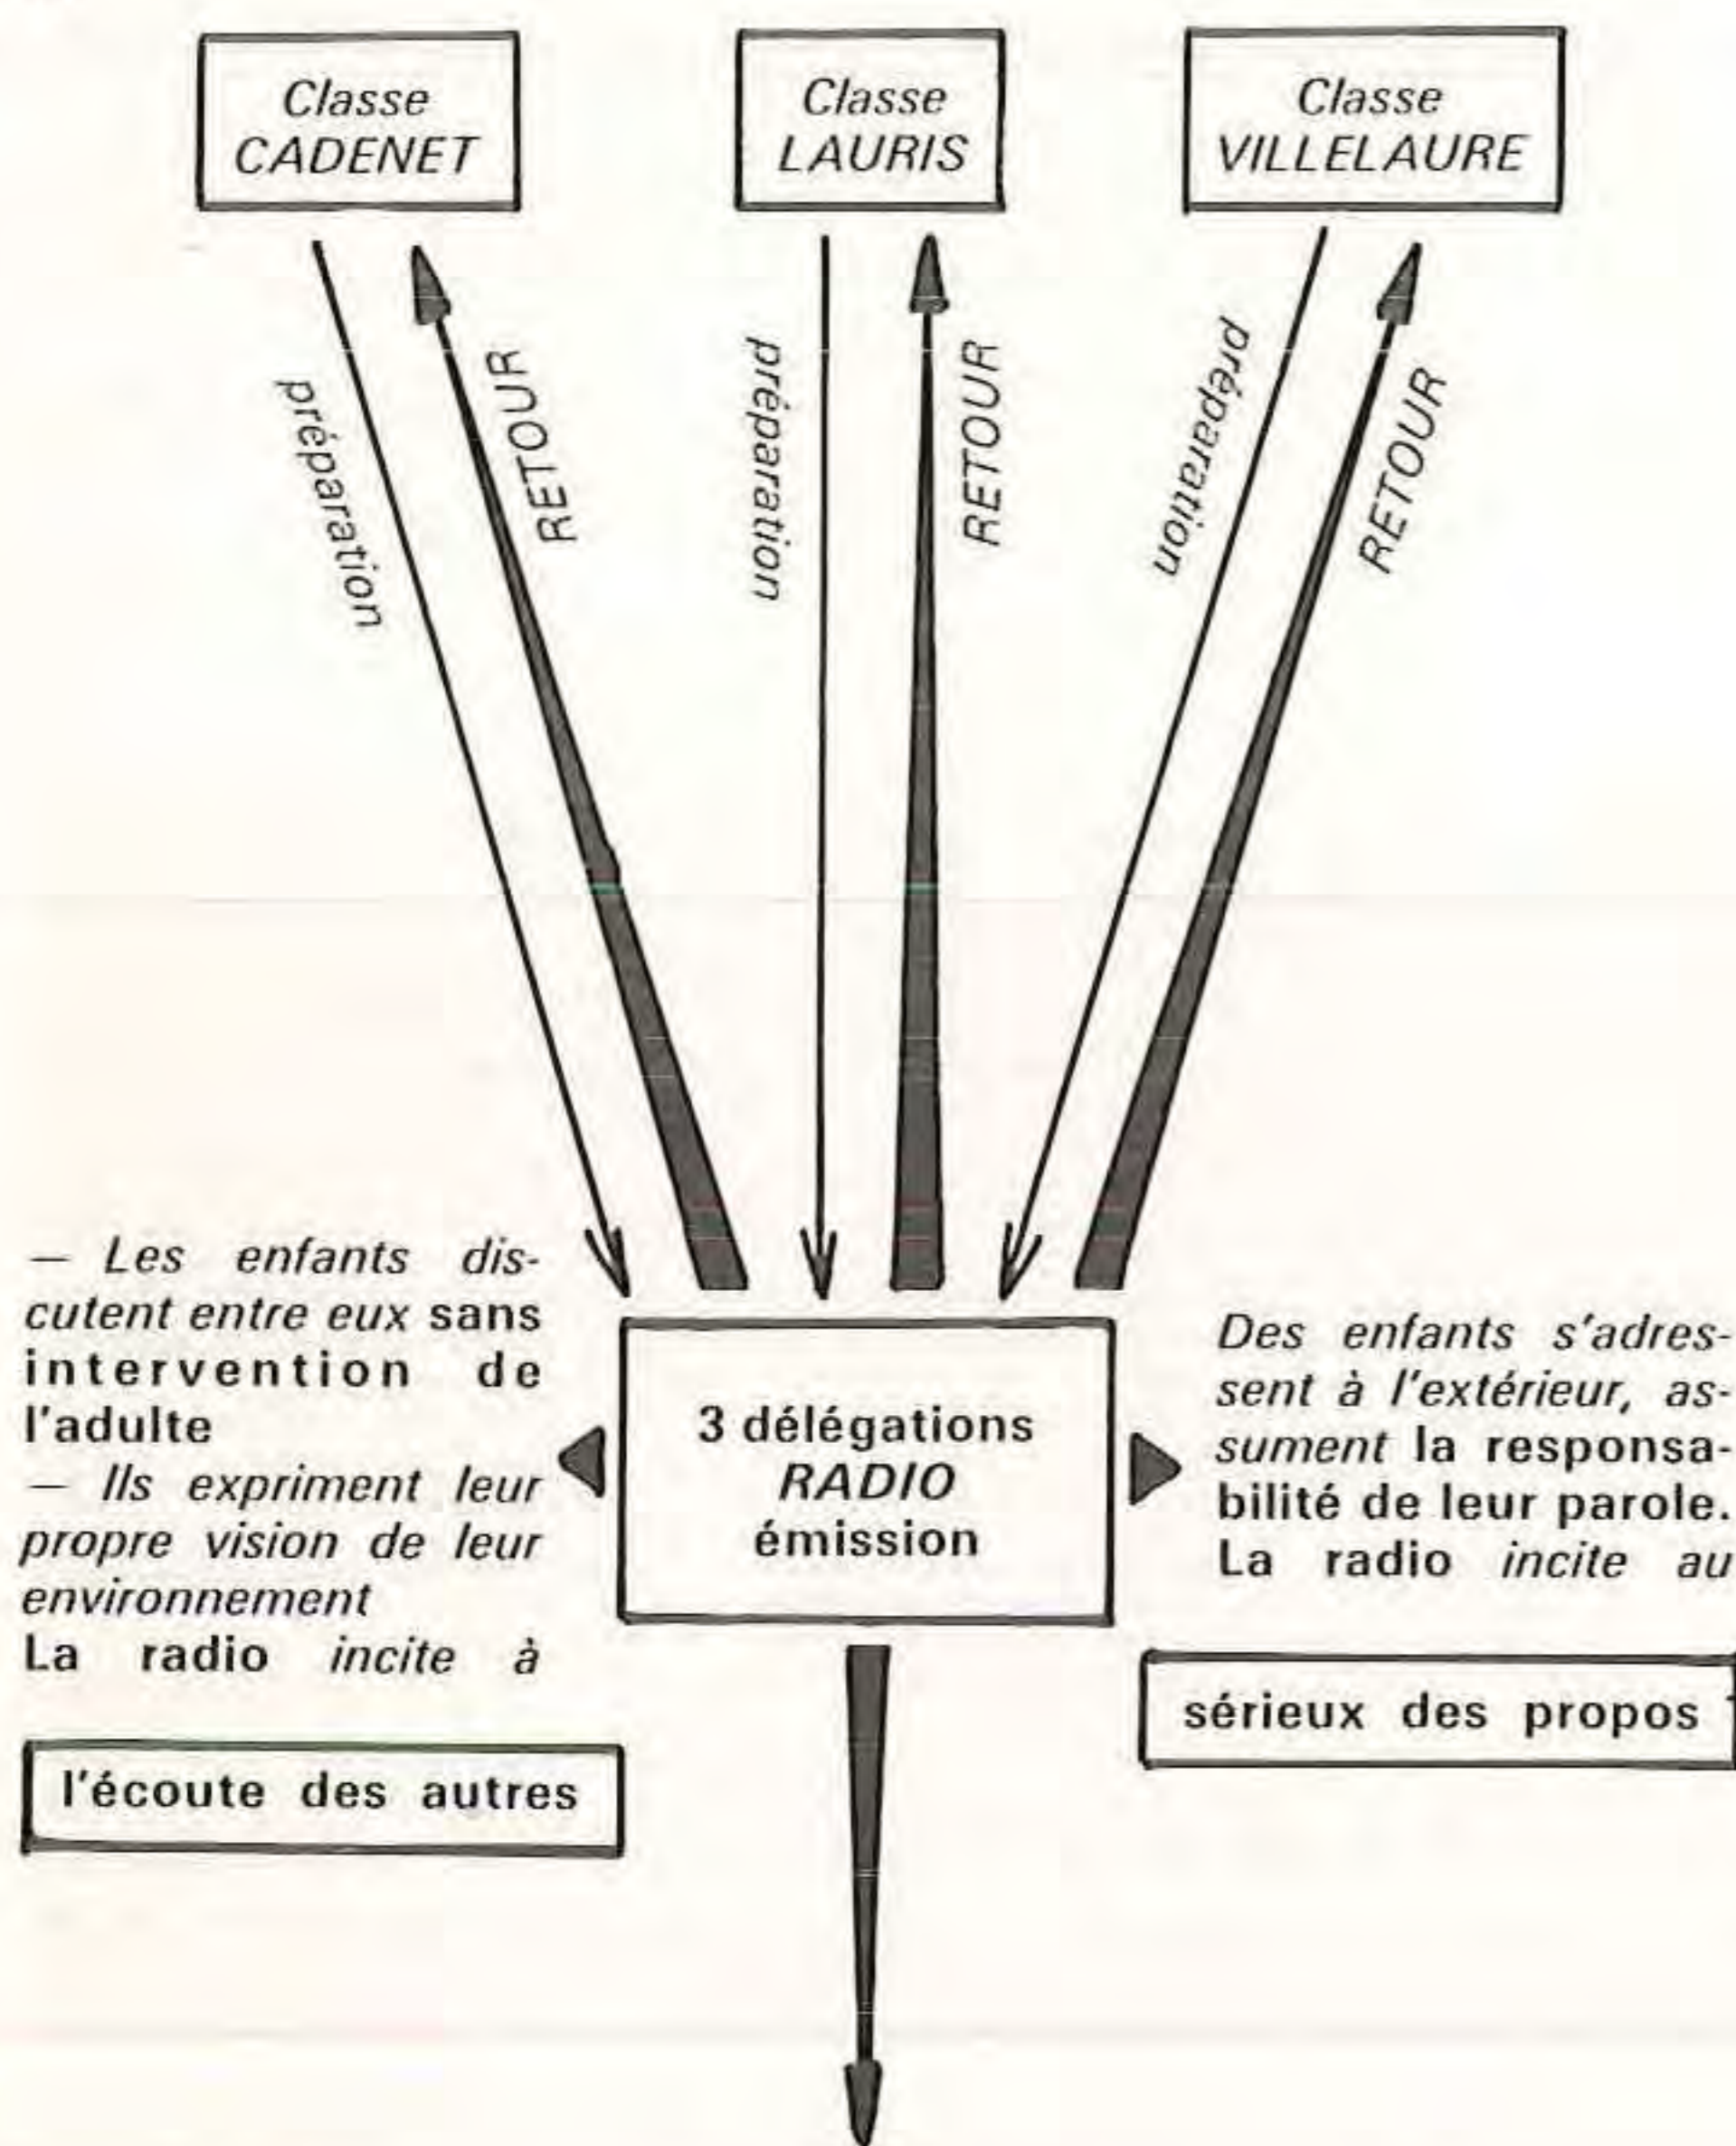 Classe
CADENET
Classe
LAURIS
Classe
VILLELAURE
préparation
RETOUR
préparation
RETOUR
préparation
RETOUR
— Les enfants dis-
cutent entre eux sans
intervention de
l'adulte
— Ils expriment leur
propre vision de leur
environnement
La radio incite à
l'écoute des autres
3 délégations
RADIO
émission
Des enfants s'adres-
sent à l'extérieur, as-
sument la responsa-
bilité de leur parole.
La radio incite au
sérieux des propos